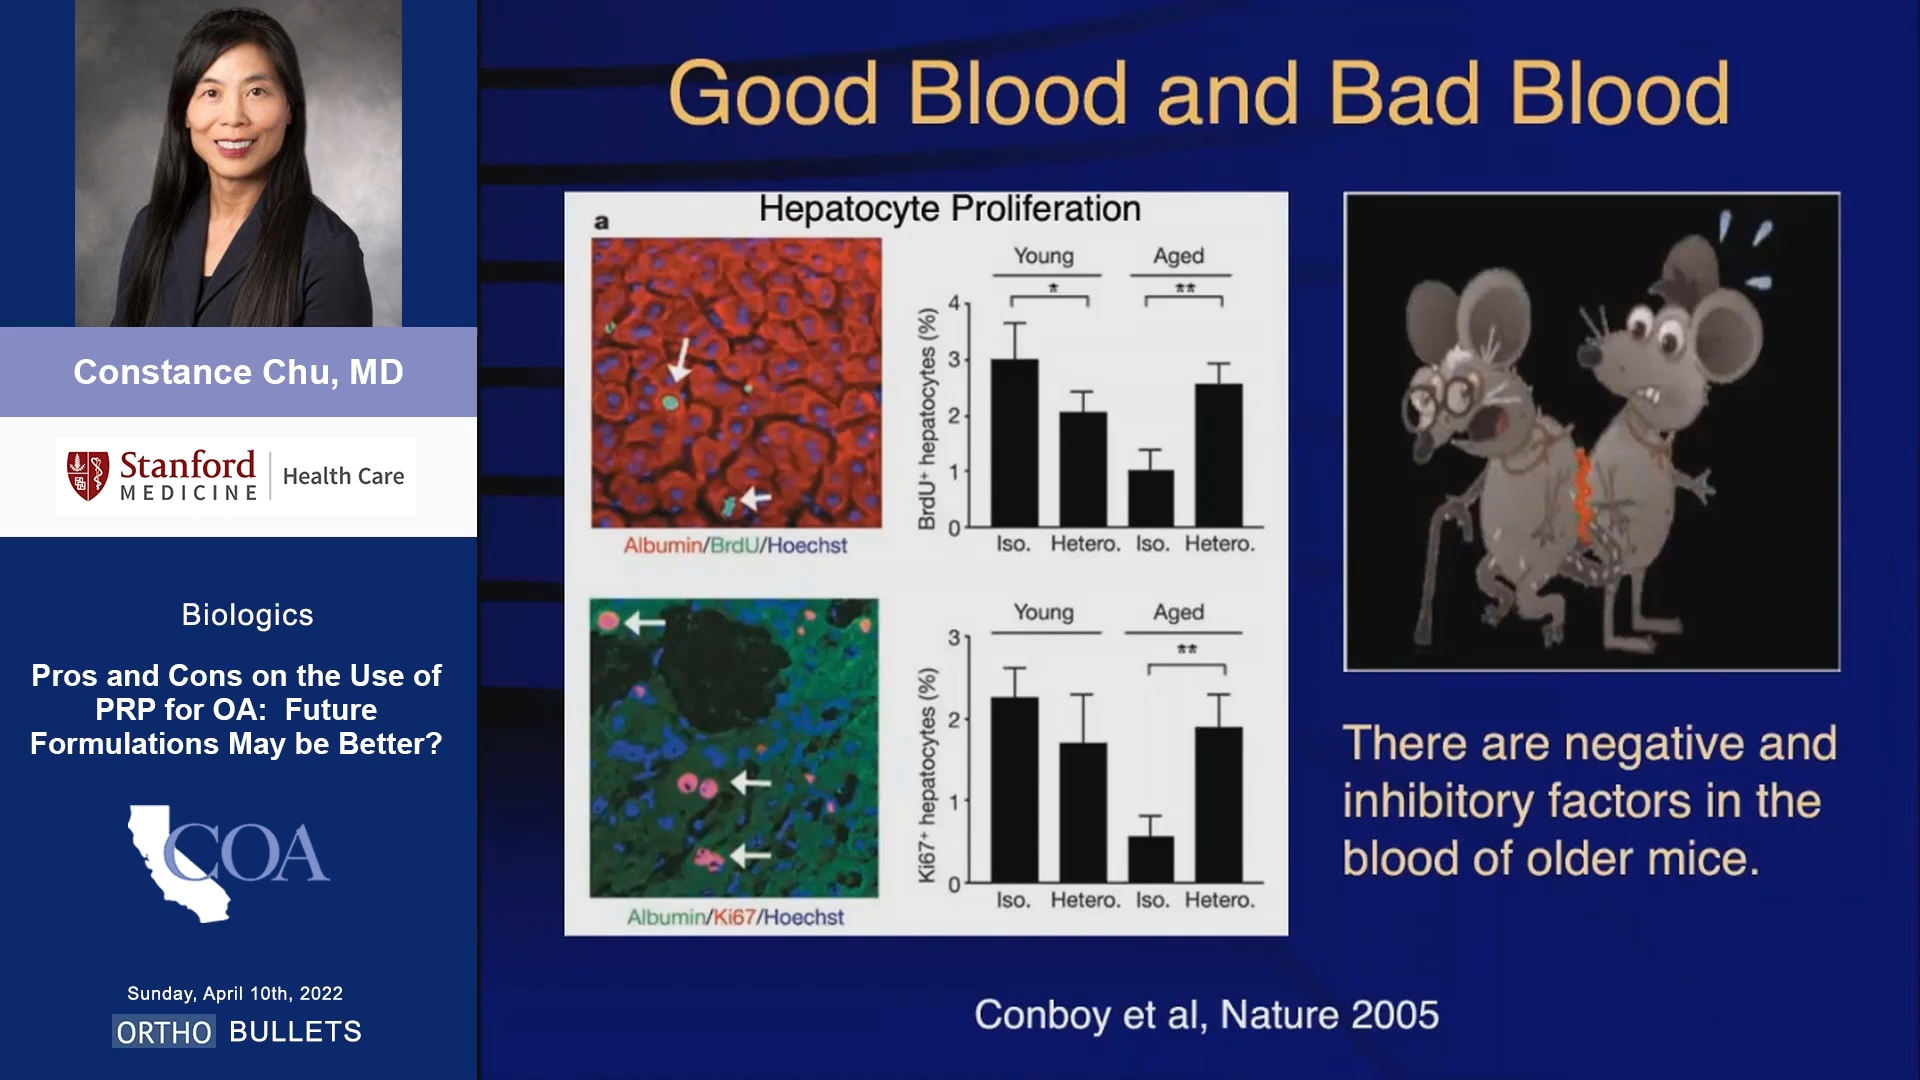 Constance Chu, MD
Stanford
MEDICINE
Health Care
Biologics
Pros and Cons on the Use of
PRP for OA:  Future
Formulations May be Better?
COA
Sunday, April 10th, 2022
ORTHO BULLETS
Good Blood and Bad Blood
Hepatocyte Proliferation
a
Albumin/BrdU/Hoechst
Young Aged
* **
BrdU⁺ hepatocytes (%)
4
3
2
1
0
Iso. Hetero. Iso. Hetero.
Albumin/Ki67/Hoechst
Young Aged
**
Ki67⁺ hepatocytes (%)
3
2
1
0
Iso. Hetero. Iso. Hetero.
There are negative and
inhibitory factors in the
blood of older mice.
Conboy et al, Nature 2005